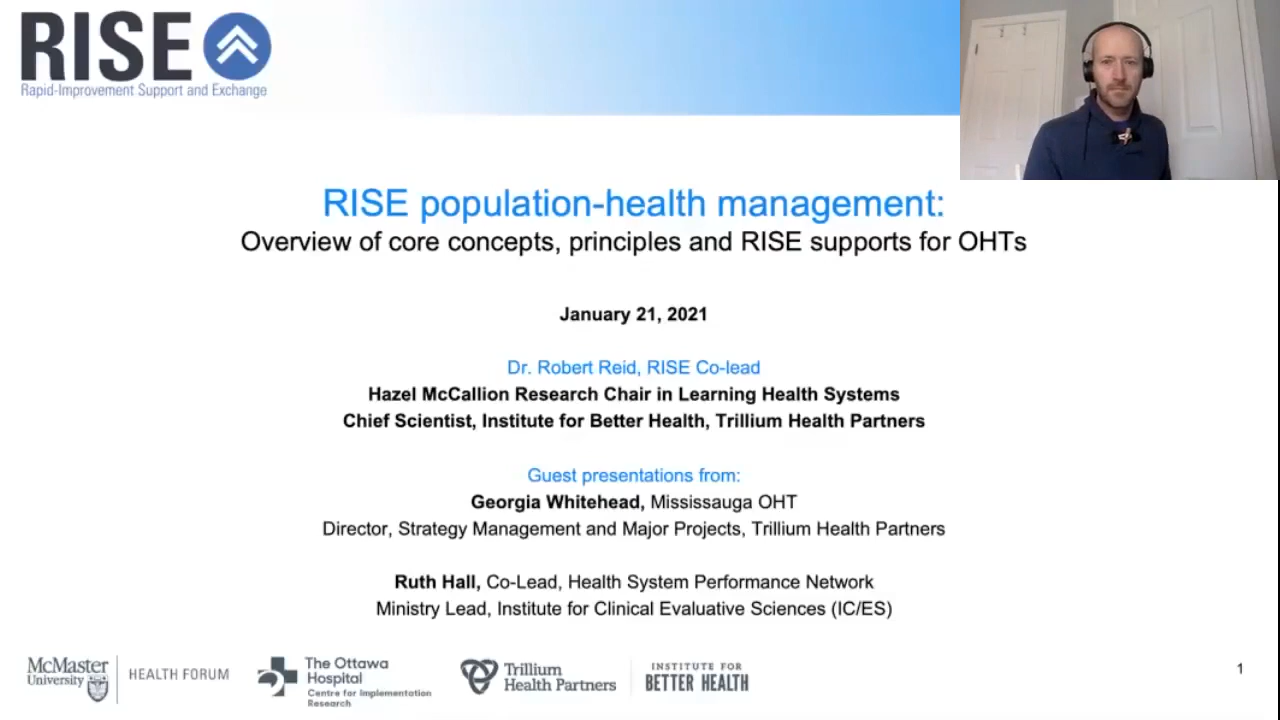 RISE
Rapid-Improvement Support and Exchange
RISE population-health management:
Overview of core concepts, principles and RISE supports for OHTs
January 21, 2021
Dr. Robert Reid, RISE Co-lead
Hazel McCallion Research Chair in Learning Health Systems
Chief Scientist, Institute for Better Health, Trillium Health Partners
Guest presentations from:
Georgia Whitehead, Mississauga OHT
Director, Strategy Management and Major Projects, Trillium Health Partners
Ruth Hall, Co-Lead, Health System Performance Network
Ministry Lead, Institute for Clinical Evaluative Sciences (IC/ES)
McMaster
University
HEALTH FORUM
The Ottawa
Hospital
Centre for Implementation
Research
Trillium
Health Partners
INSTITUTE FOR
BETTER HEALTH
1